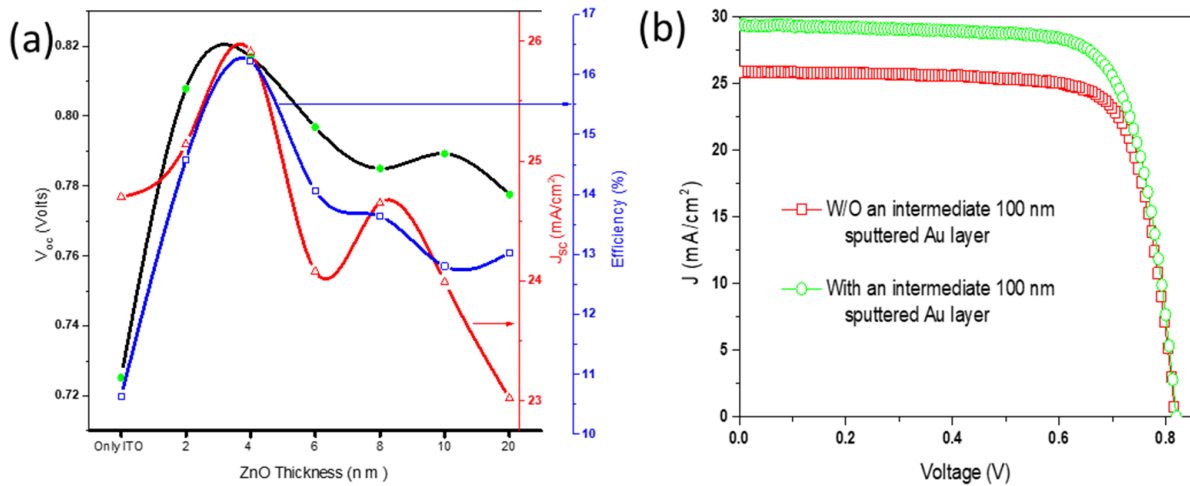 (a)
0.82
0.80
0.78
0.76
0.74
0.72
Voc (Volts)
Only ITO
2
4
6
8
10
20
ZnO Thickness (n m )
26
25
24
23
JSC (mA/cm2)
17
16
15
14
13
12
11
10
Efficiency (%)
(b)
30
25
20
15
10
5
0
J (mA/cm2)
W/O an intermediate 100 nm
sputtered Au layer
With an intermediate 100 nm
sputtered Au layer
0.0
0.2
0.4
0.6
0.8
Voltage (V)